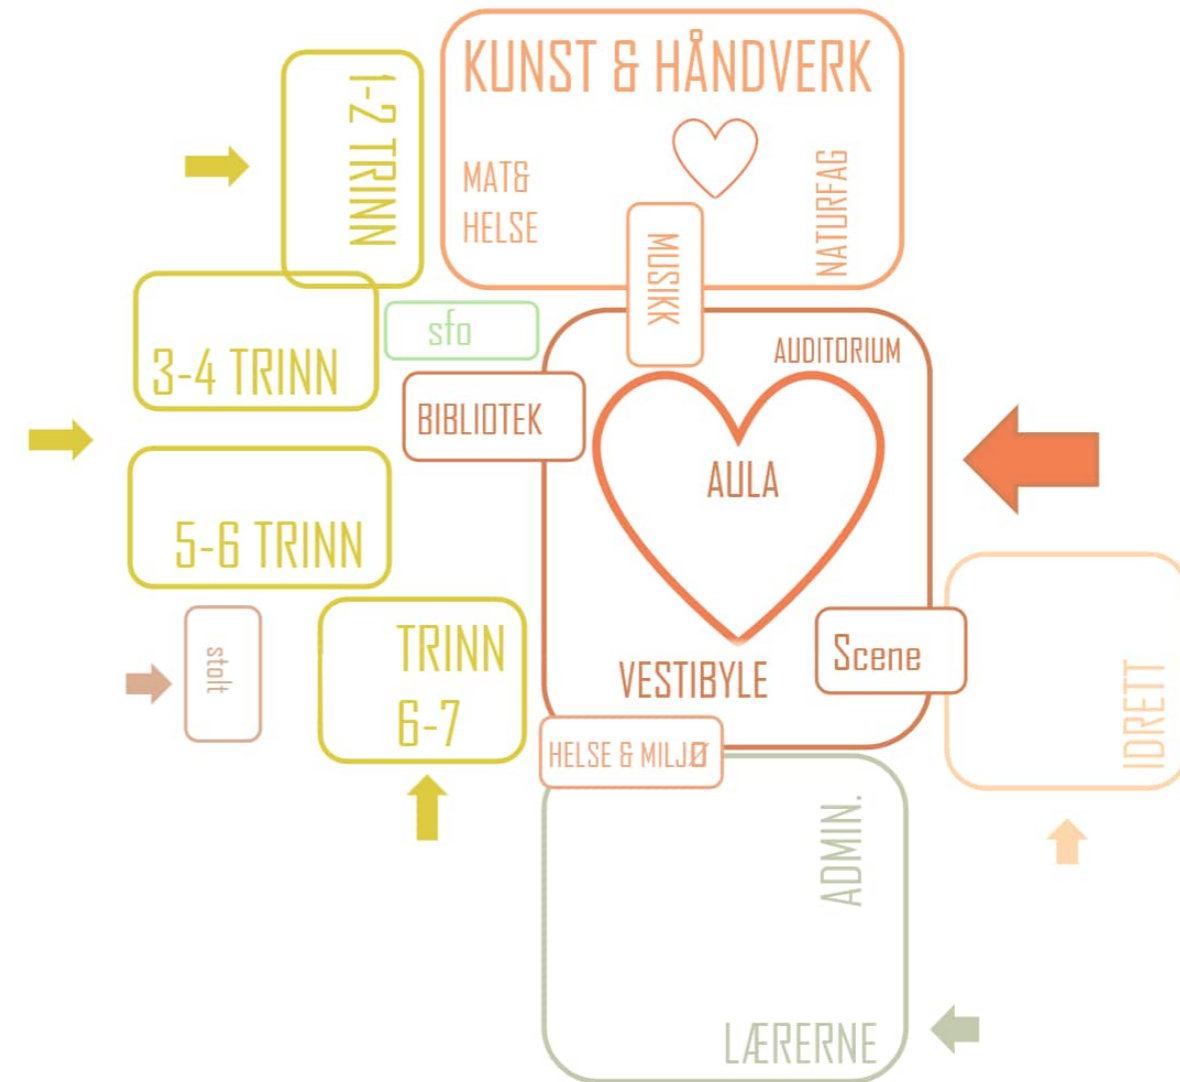 KUNST & HÅNDVERK
1-2 TRINN
MAT&
HELSE
NATURFAG
MUSIKK
sfo
3-4 TRINN
AUDITORIUM
BIBLIOTEK
AULA
5-6 TRINN
stolt
TRINN
6-7
Scene
VESTIBYLE
IDRETT
HELSE & MILJØ
ADMIN.
LÆRERNE